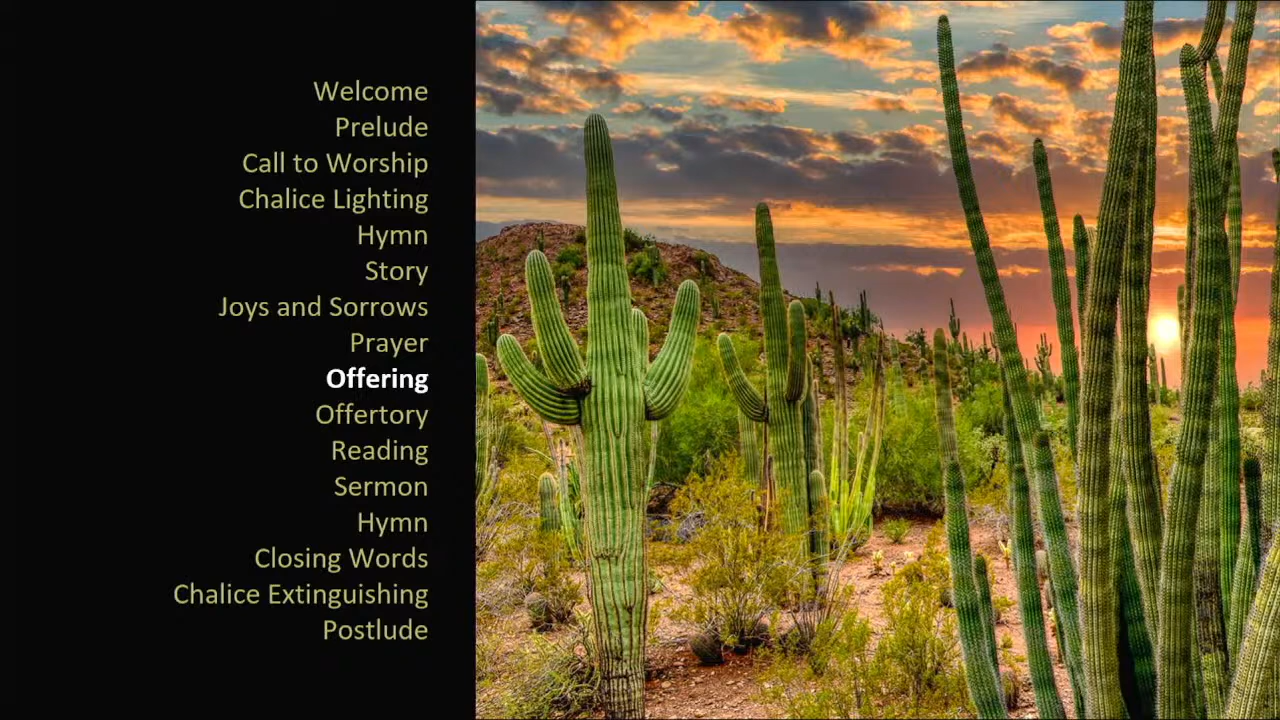 Welcome
Prelude
Call to Worship
Chalice Lighting
Hymn
Story
Joys and Sorrows
Prayer
Offering
Offertory
Reading
Sermon
Hymn
Closing Words
Chalice Extinguishing
Postlude